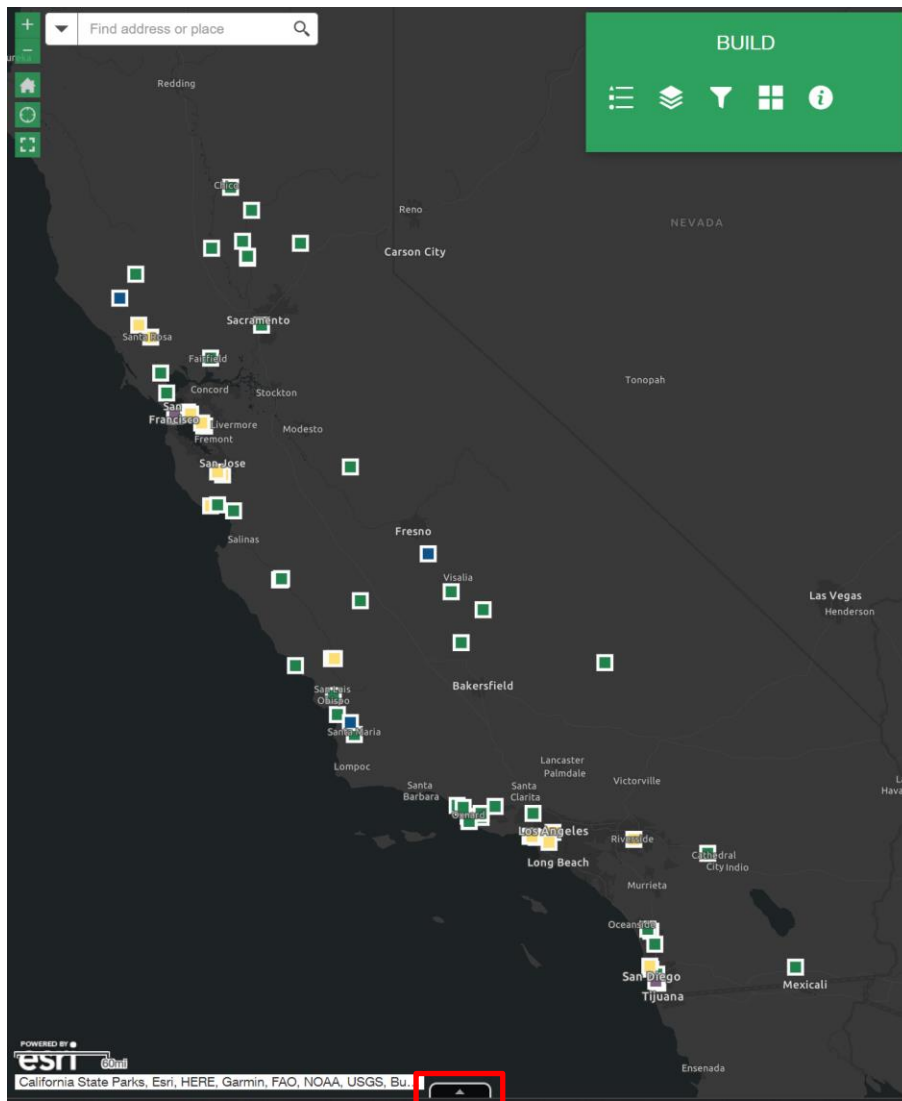 Find address or place
BUILD
Redding
Chico
Reno
NEVADA
Carson City
Sacramento
Santa Rosa
Fairfield
Tonopah
Concord
Stockton
San
Francisco
Livermore
Modesto
Fremont
San Jose
Fresno
Salinas
Visalia
Las Vegas
Henderson
Bakersfield
San Luis
Obispo
Santa Maria
Lompoc
Lancaster
Palmdale
Victorville
Santa
Barbara
Santa
Clarita
Hava
Oxnard
Los Angeles
Riverside
Long Beach
Cathedral
City Indio
Murrieta
Oceanside
San Diego
Mexicali
Tijuana
POWERED BY
esri
60mi
Ensenada
California State Parks, Esri, HERE, Garmin, FAO, NOAA, USGS, Bu...